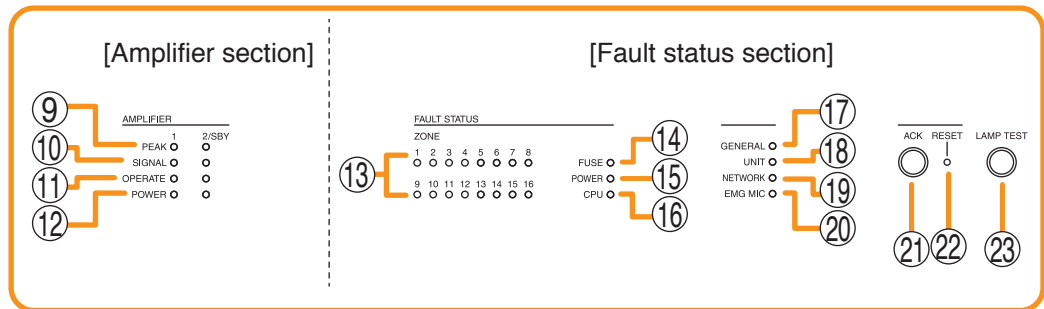 [Amplifier section]
[Fault status section]
9
10
11
12
AMPLIFIER
1 2/SBY
PEAK
SIGNAL
OPERATE
POWER
13
FAULT STATUS
ZONE
1 2 3 4 5 6 7 8
9 10 11 12 13 14 15 16
FUSE
POWER
CPU
14
15
16
GENERAL
UNIT
NETWORK
EMG MIC
17
18
19
20
ACK RESET LAMP TEST
21 22 23